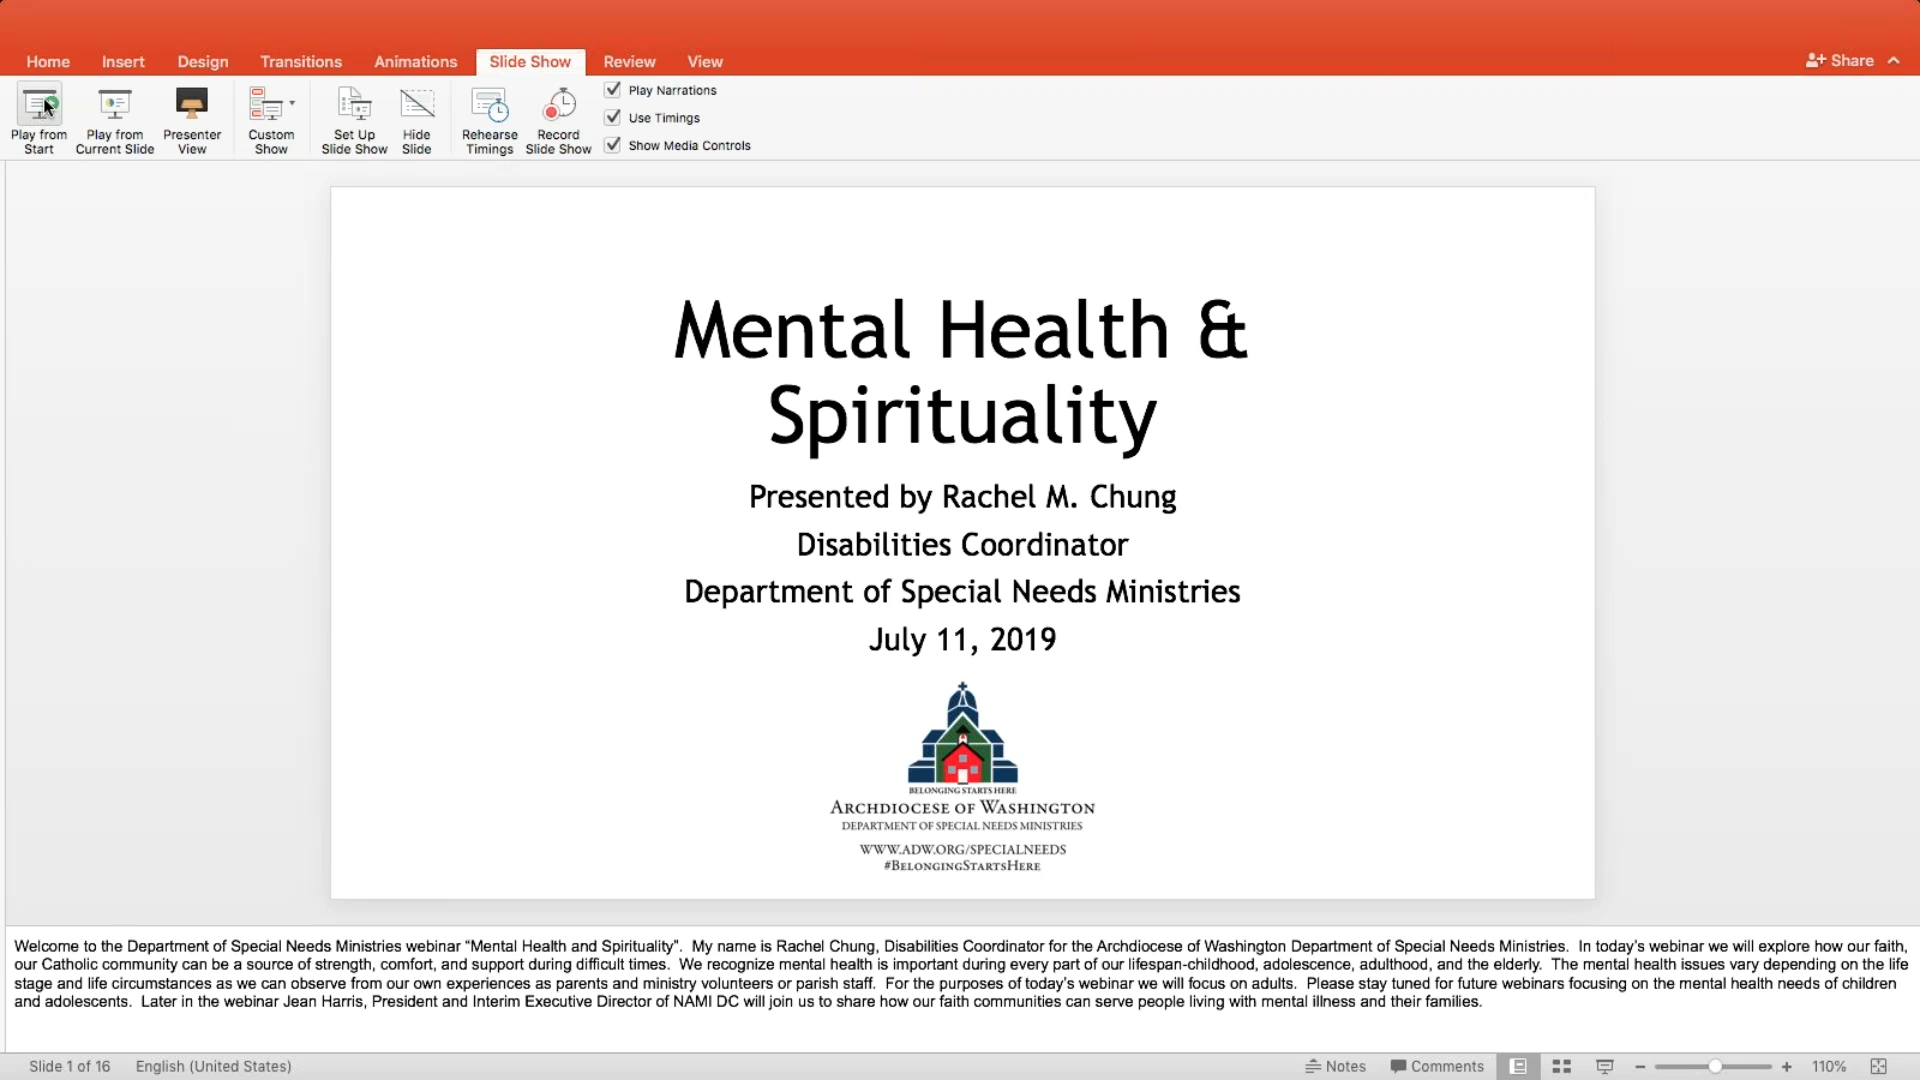 Home Insert Design Transitions Animations Slide Show Review View Share
Play from Start
Play from Current Slide
Presenter View
Custom Show
Set Up Slide Show
Hide Slide
Rehearse Timings
Record Slide Show
Play Narrations
Use Timings
Show Media Controls
Mental Health &
Spirituality
Presented by Rachel M. Chung
Disabilities Coordinator
Department of Special Needs Ministries
July 11, 2019
BELONGING STARTS HERE
ARCHDIOCESE OF WASHINGTON
DEPARTMENT OF SPECIAL NEEDS MINISTRIES
WWW.ADW.ORG/SPECIALNEEDS
#BELONGINGSTARTSHERE
Welcome to the Department of Special Needs Ministries webinar “Mental Health and Spirituality”. My name is Rachel Chung, Disabilities Coordinator for the Archdiocese of Washington Department of Special Needs Ministries. In today’s webinar we will explore how our faith,
our Catholic community can be a source of strength, comfort, and support during difficult times. We recognize mental health is important during every part of our lifespan-childhood, adolescence, adulthood, and the elderly. The mental health issues vary depending on the life
stage and life circumstances as we can observe from our own experiences as parents and ministry volunteers or parish staff. For the purposes of today’s webinar we will focus on adults. Please stay tuned for future webinars focusing on the mental health needs of children
and adolescents. Later in the webinar Jean Harris, President and Interim Executive Director of NAMI DC will join us to share how our faith communities can serve people living with mental illness and their families.
Slide 1 of 16 English (United States) Notes Comments 110%